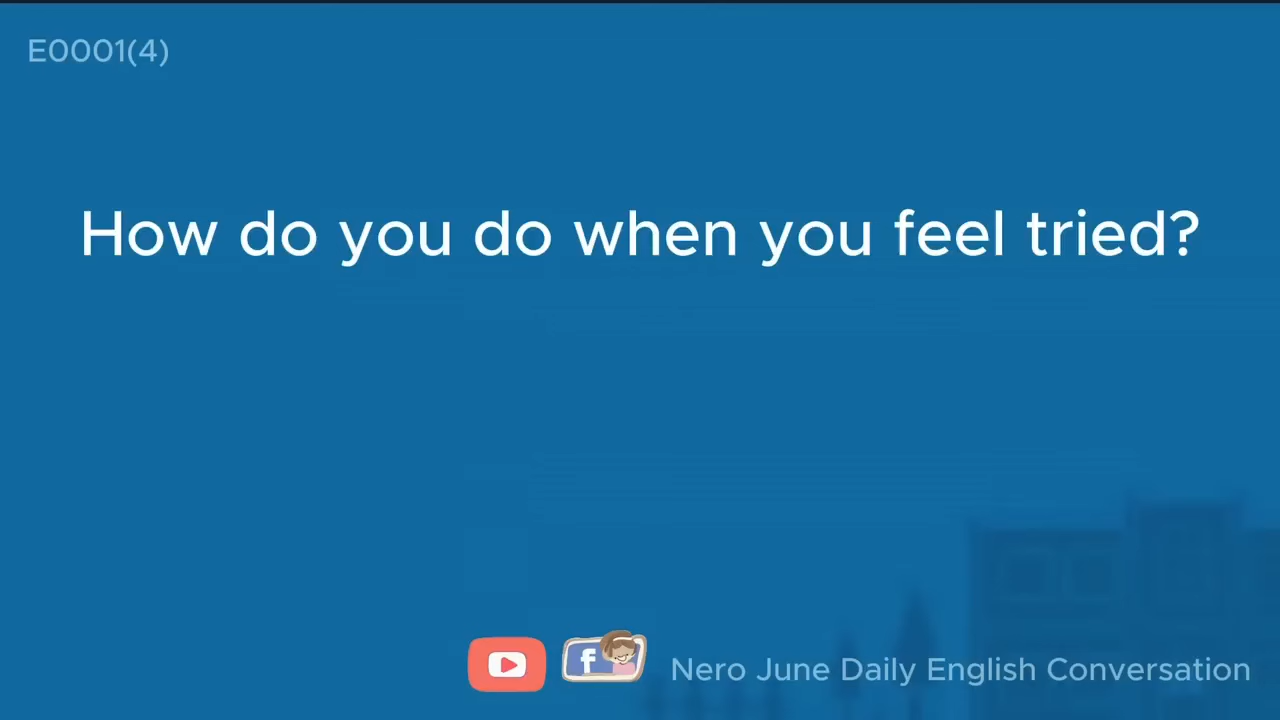 E0001(4)
How do you do when you feel tried?
f
Nero June Daily English Conversation